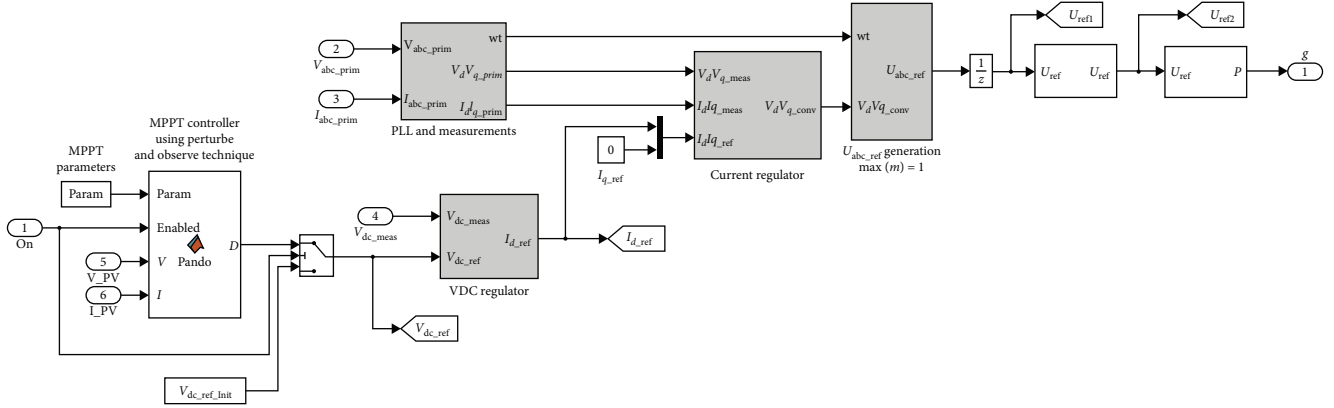 2
V_abc_prim
3
I_abc_prim
V_abc_prim
I_abc_prim
wt
V_dV_q_prim
I_dI_q_prim
PLL and measurements
V_dV_q_meas
I_dIq_meas
I_dIq_ref
V_dV_q_conv
Current regulator
0
I_q_ref
wt
U_abc_ref
V_dVq_conv
U_abc_ref generation
max (m) = 1
1
z
U_ref1
U_ref
U_ref
U_ref2
U_ref
P
g
1
MPPT controller
using perturbe
and observe technique
MPPT
parameters
Param
Param
Enabled
V
I
D
Pando
1
On
5
V_PV
6
I_PV
4
V_dc_meas
V_dc_meas
V_dc_ref
I_d_ref
VDC regulator
I_d_ref
V_dc_ref
V_dc_ref_Init